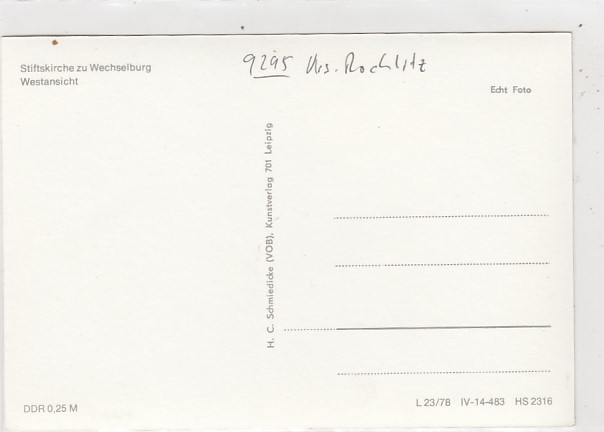 Stiftskirche zu Wechselburg
Westansicht
9295 Krs. Rochlitz
Echt Foto
H. C. Schmiedicke (VOB), Kunstverlag 701 Leipzig
DDR 0,25 M
L 23/78 IV-14-483 HS 2316